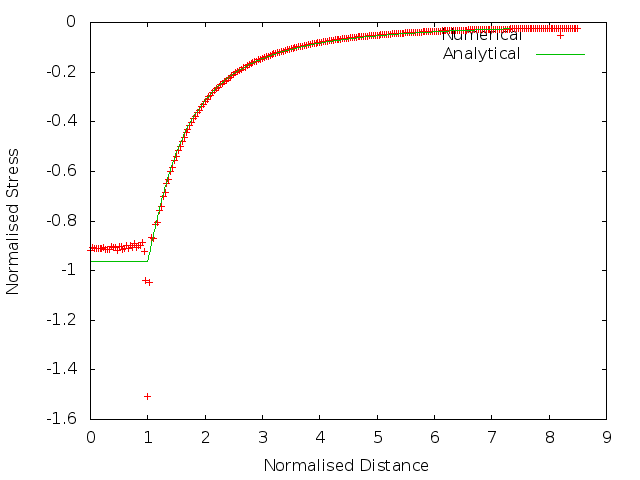 0
-0.2
-0.4
-0.6
-0.8
-1
-1.2
-1.4
-1.6
0 1 2 3 4 5 6 7 8 9
Normalised Stress
Normalised Distance
Numerical
Analytical